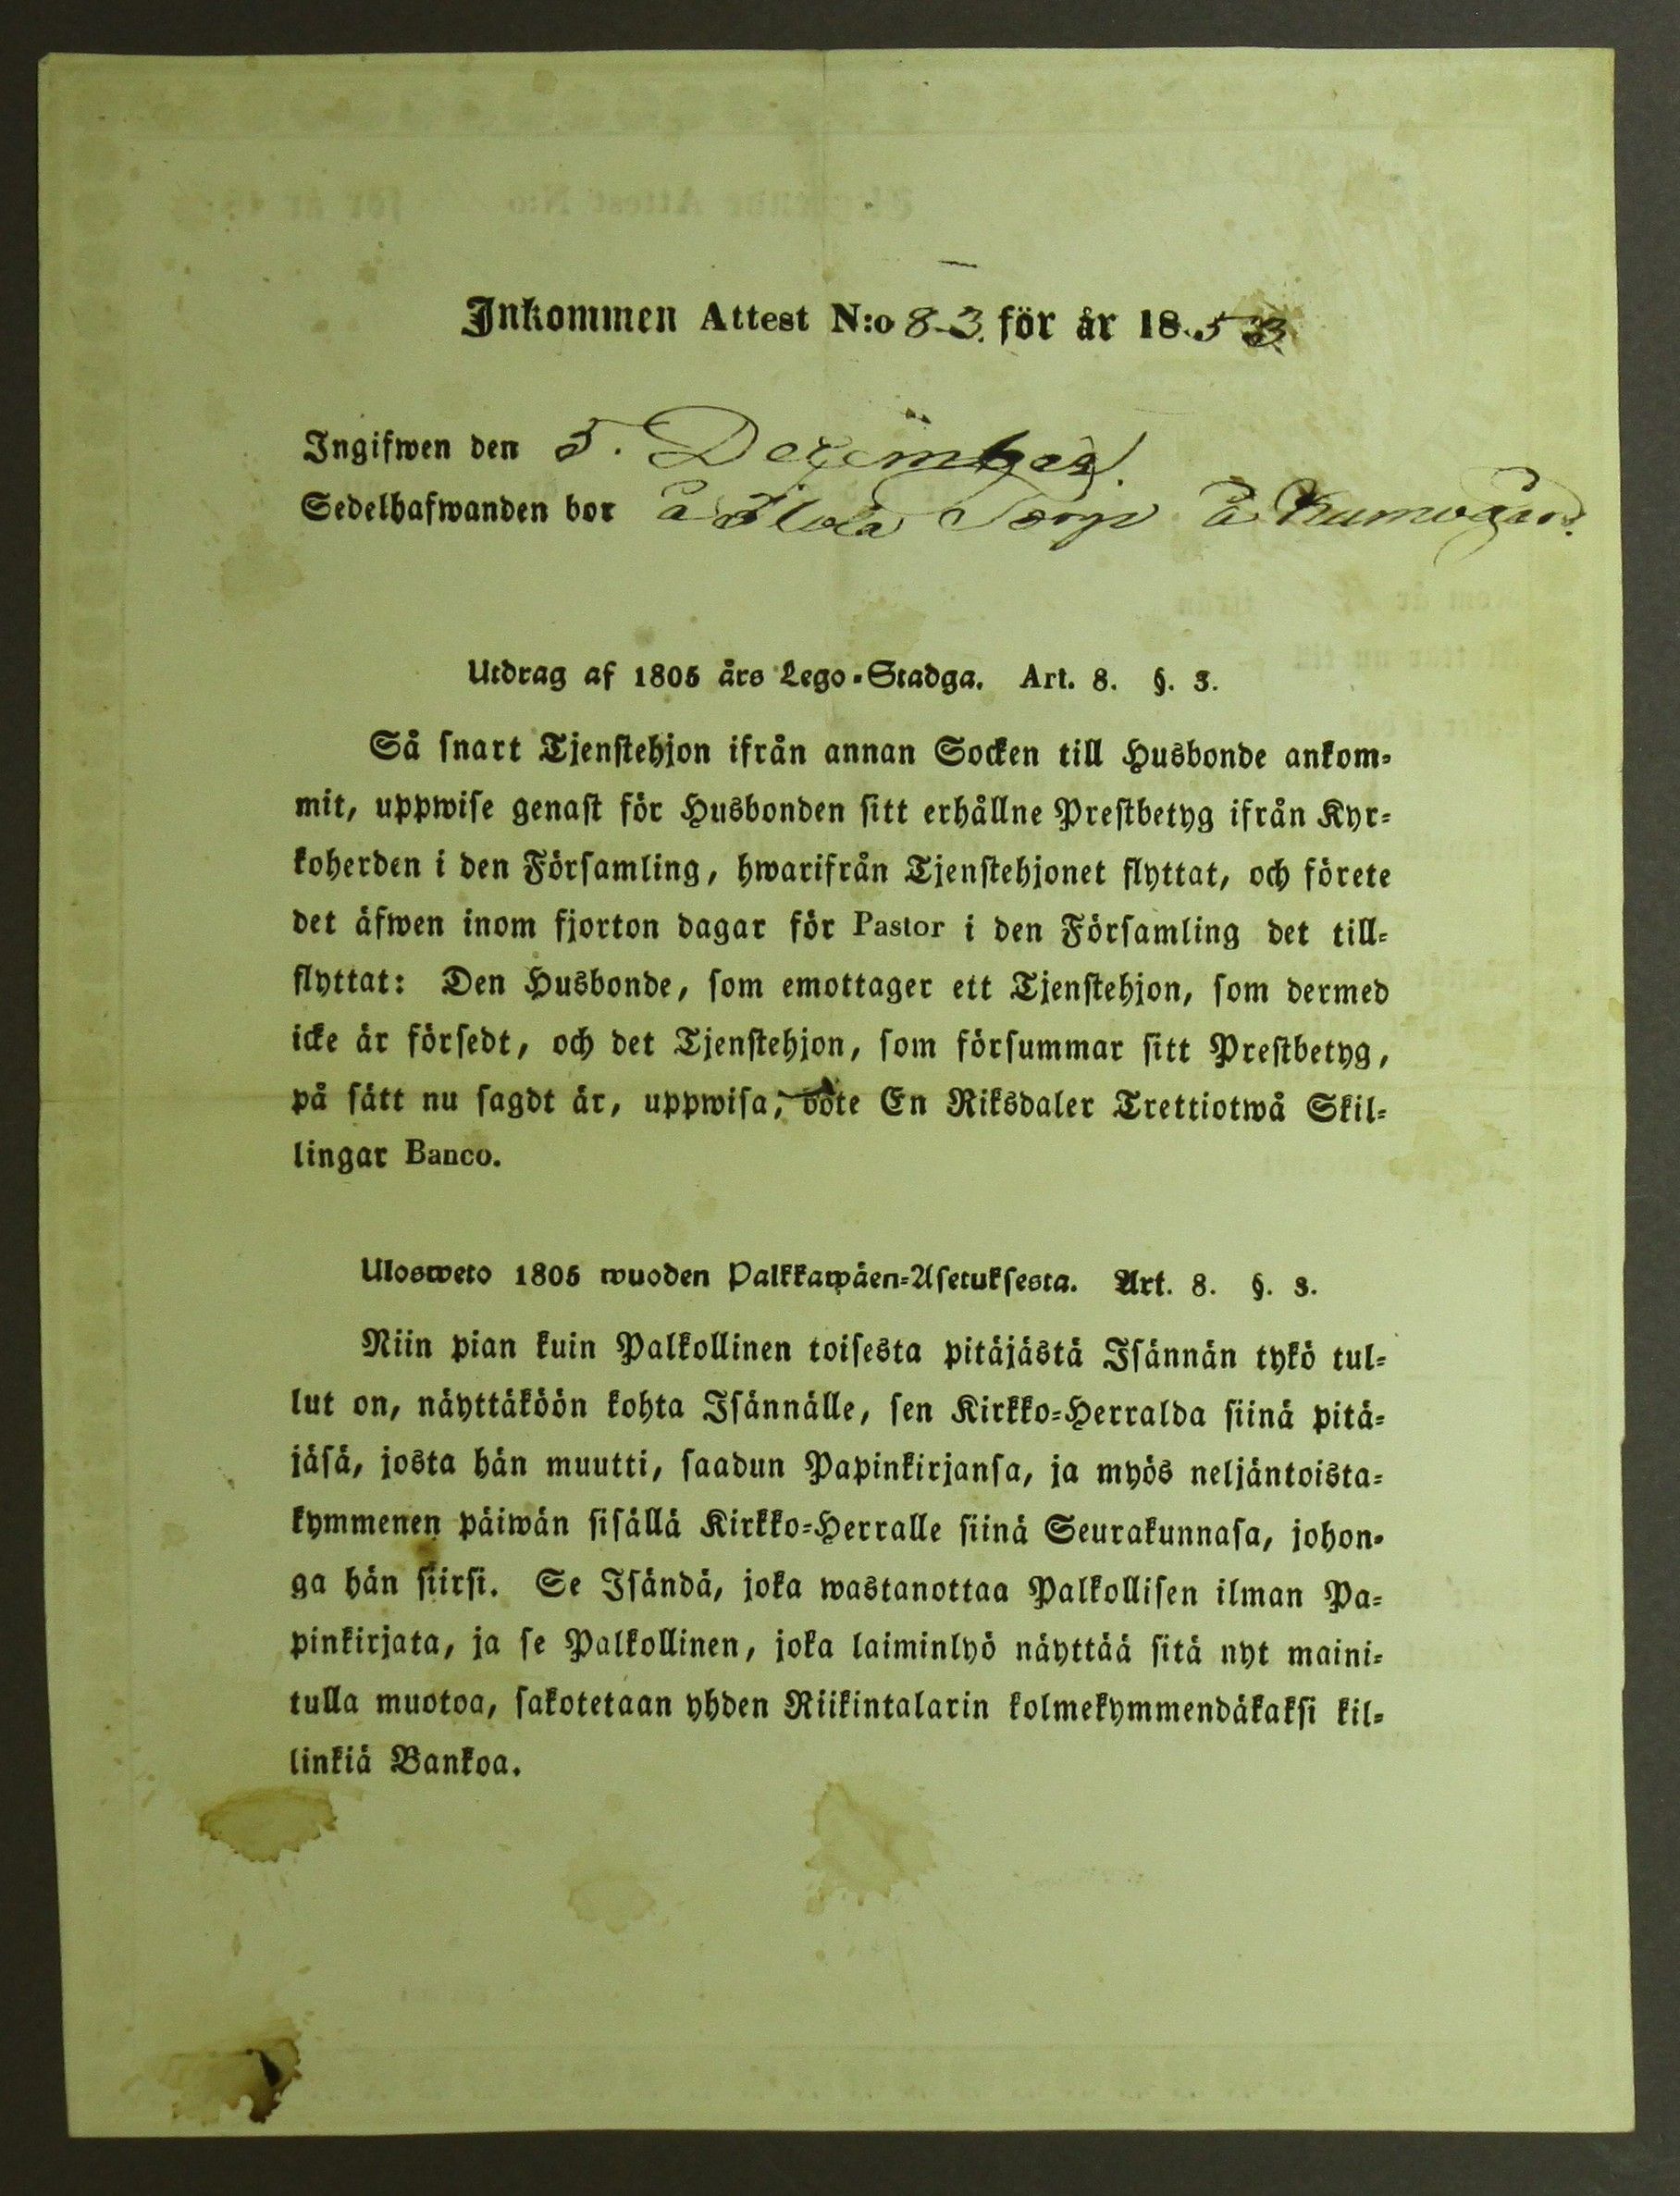 Inkommen Attest N:o 83. för år 1853
Ingifwen den 5. December.
Sedelhafwanden bor å Torp å
Utdrag af 1805 års Lego-Stadga. Art. 8. §. 3.
Så snart Tjenstehjon ifrån annan Socken till Husbonde ankom-
mit, uppwise genast för Husbonden sitt erhållne Prestbetyg ifrån Kyr-
koherden i den Församling, hwarifrån Tjenstehjonet flyttat, och förete
det äfwen inom fjorton dagar för Pastor i den Församling det till-
flyttat: Den Husbonde, som emottager ett Tjenstehjon, som dermed
icke är försedt, och det Tjenstehjon, som försummar sitt Prestbetyg,
på sätt nu sagdt är, uppwisa, böte En Riksdaler Trettiotwå Skil-
lingar Banco.
Ulosweto 1805 wuoden Palkkawäen-Asetuksesta. Art. 8. §. 3.
Niin pian kuin Palkollinen toisesta pitäjästä Isännän tykö tul-
lut on, näyttäköön kohta Isännälle, sen Kirkko-Herralda siinä pitä-
jäsä, josta hän muutti, saadun Papinkirjansa, ja myös neljäntoista-
kymmenen päiwän sisällä Kirkko-Herralle siinä Seurakunnasa, johon-
ga hän siirsi. Se Isändä, joka wastanottaa Palkollisen ilman Pa-
pinkirjata, ja se Palkollinen, joka laiminlyö näyttää sitä nyt maini-
tulla muotoa, sakotetaan yhden Riikintalarin kolmekymmendäkaksi kil-
linkiä Bankoa.